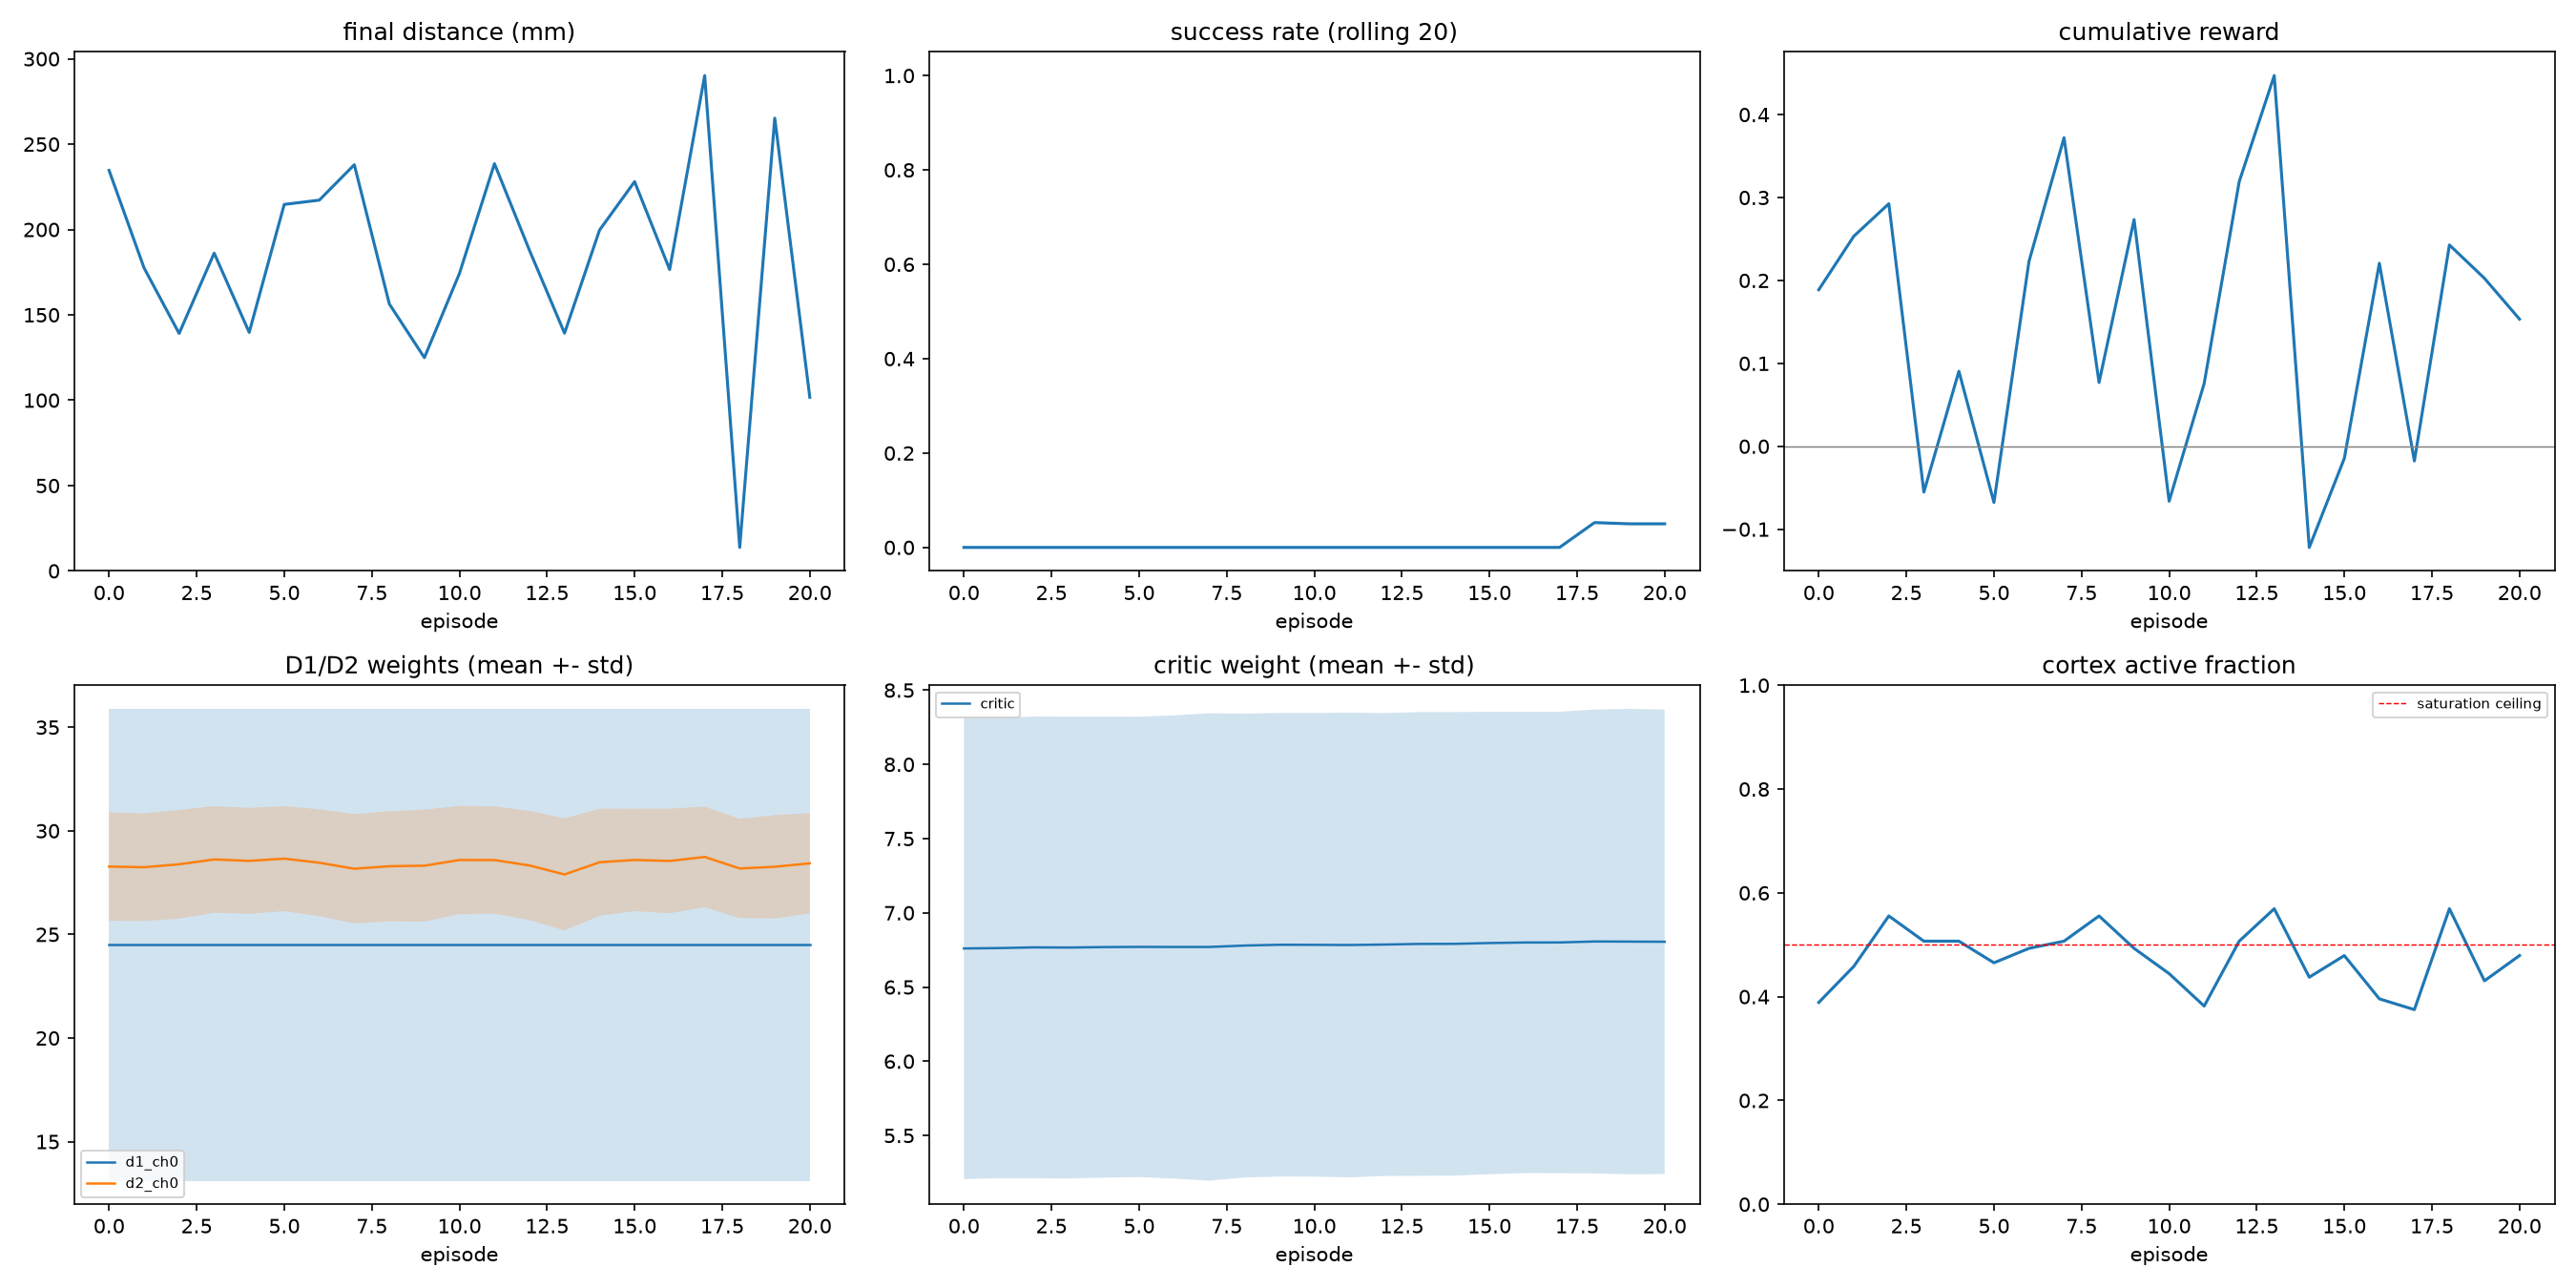 final distance (mm)
300
250
200
150
100
50
0
0.0 2.5 5.0 7.5 10.0 12.5 15.0 17.5 20.0
episode
success rate (rolling 20)
1.0
0.8
0.6
0.4
0.2
0.0
0.0 2.5 5.0 7.5 10.0 12.5 15.0 17.5 20.0
episode
cumulative reward
0.4
0.3
0.2
0.1
0.0
−0.1
0.0 2.5 5.0 7.5 10.0 12.5 15.0 17.5 20.0
episode
D1/D2 weights (mean +- std)
35
30
25
20
15
d1_ch0
d2_ch0
0.0 2.5 5.0 7.5 10.0 12.5 15.0 17.5 20.0
episode
critic weight (mean +- std)
critic
8.5
8.0
7.5
7.0
6.5
6.0
5.5
0.0 2.5 5.0 7.5 10.0 12.5 15.0 17.5 20.0
episode
cortex active fraction
saturation ceiling
1.0
0.8
0.6
0.4
0.2
0.0
0.0 2.5 5.0 7.5 10.0 12.5 15.0 17.5 20.0
episode